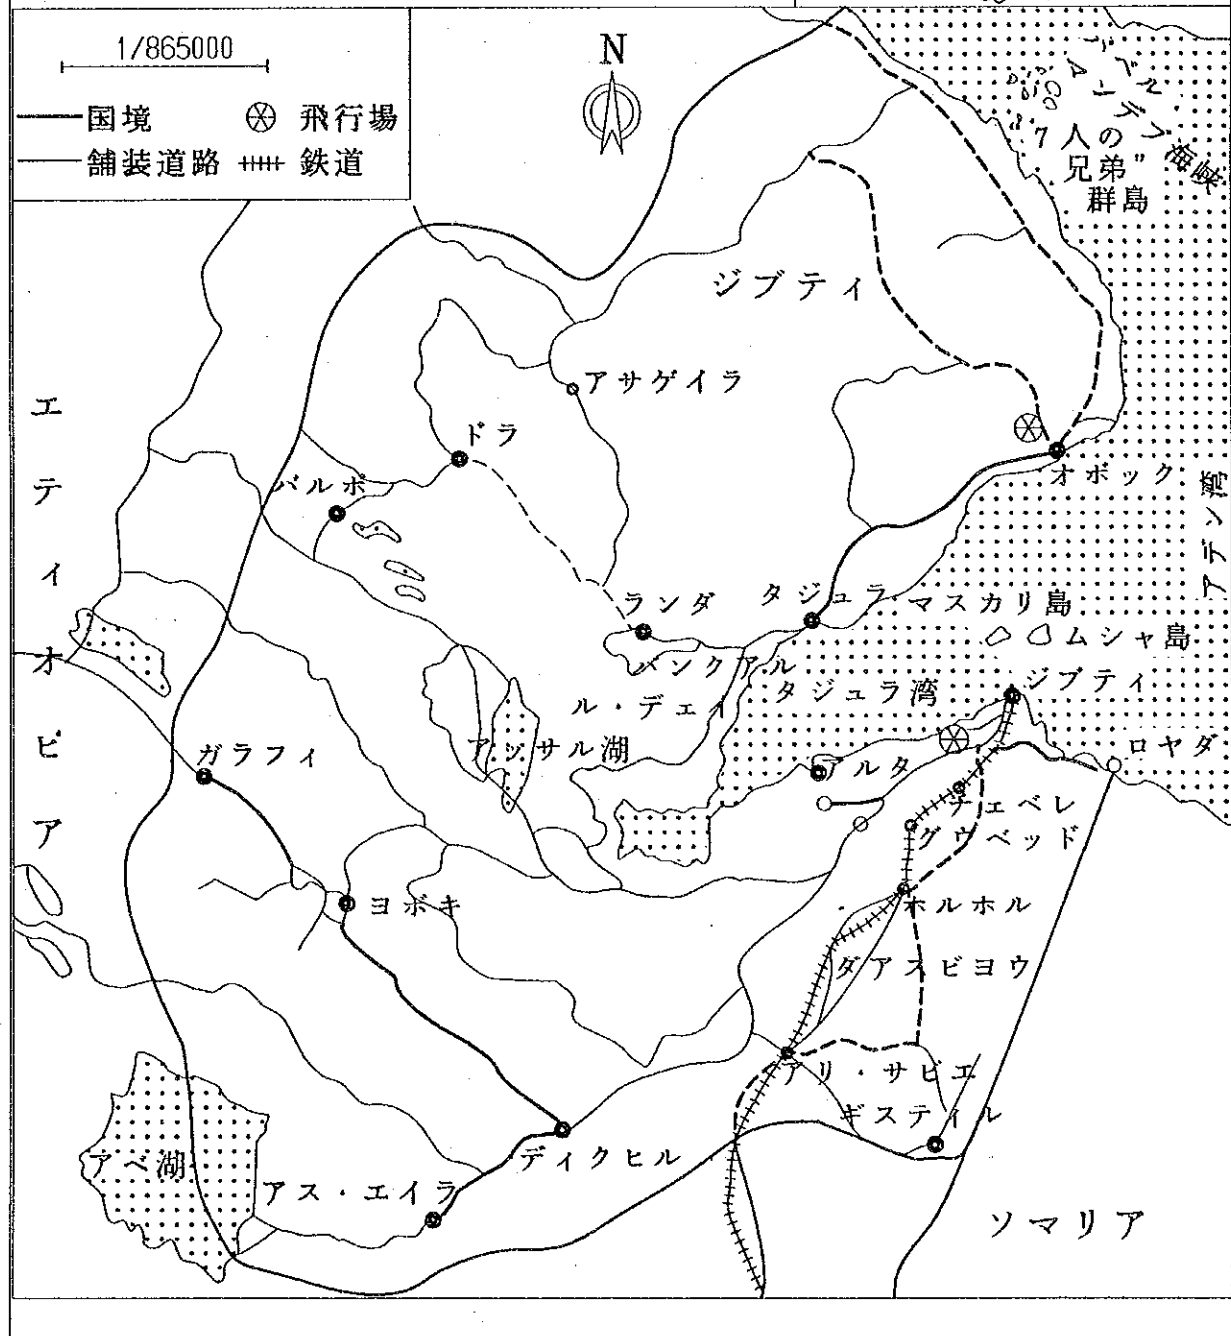 1/865000
国境
飛行場
舗装道路
鉄道
N
バベル
マンデブ海峡
"7人の
兄弟"
群島
ジブティ
アサゲイラ
ドラ
バルボ
オボック
アデン湾
エティオピア
ランダ
タジュラ
マスカリ島
ムシャ島
バンクアル
ル・デェイ
タジュラ湾
ジブティ
アッサル湖
ガラフィ
アルタ
ロヤダ
チェベレ
グウベッド
ヨボキ
ホルホル
ダアスビヨウ
アリ・サビエ
ギスティル
ディクヒル
アベ湖
アス・エイラ
ソマリア